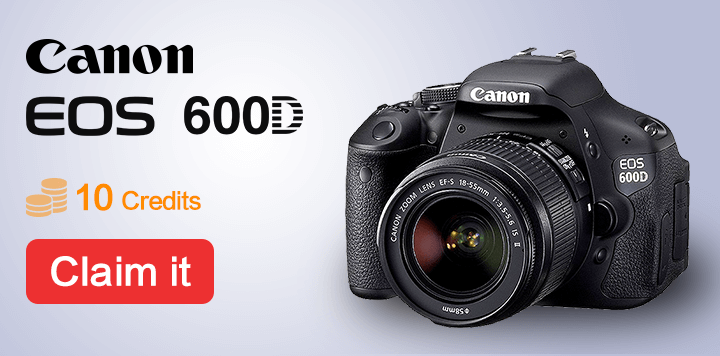 Canon
EOS 600D
10 Credits
Claim it
Canon
EOS
600D
CANON ZOOM LENS EF-S 18-55mm 1:3.5-5.6 IS II
ø58mm